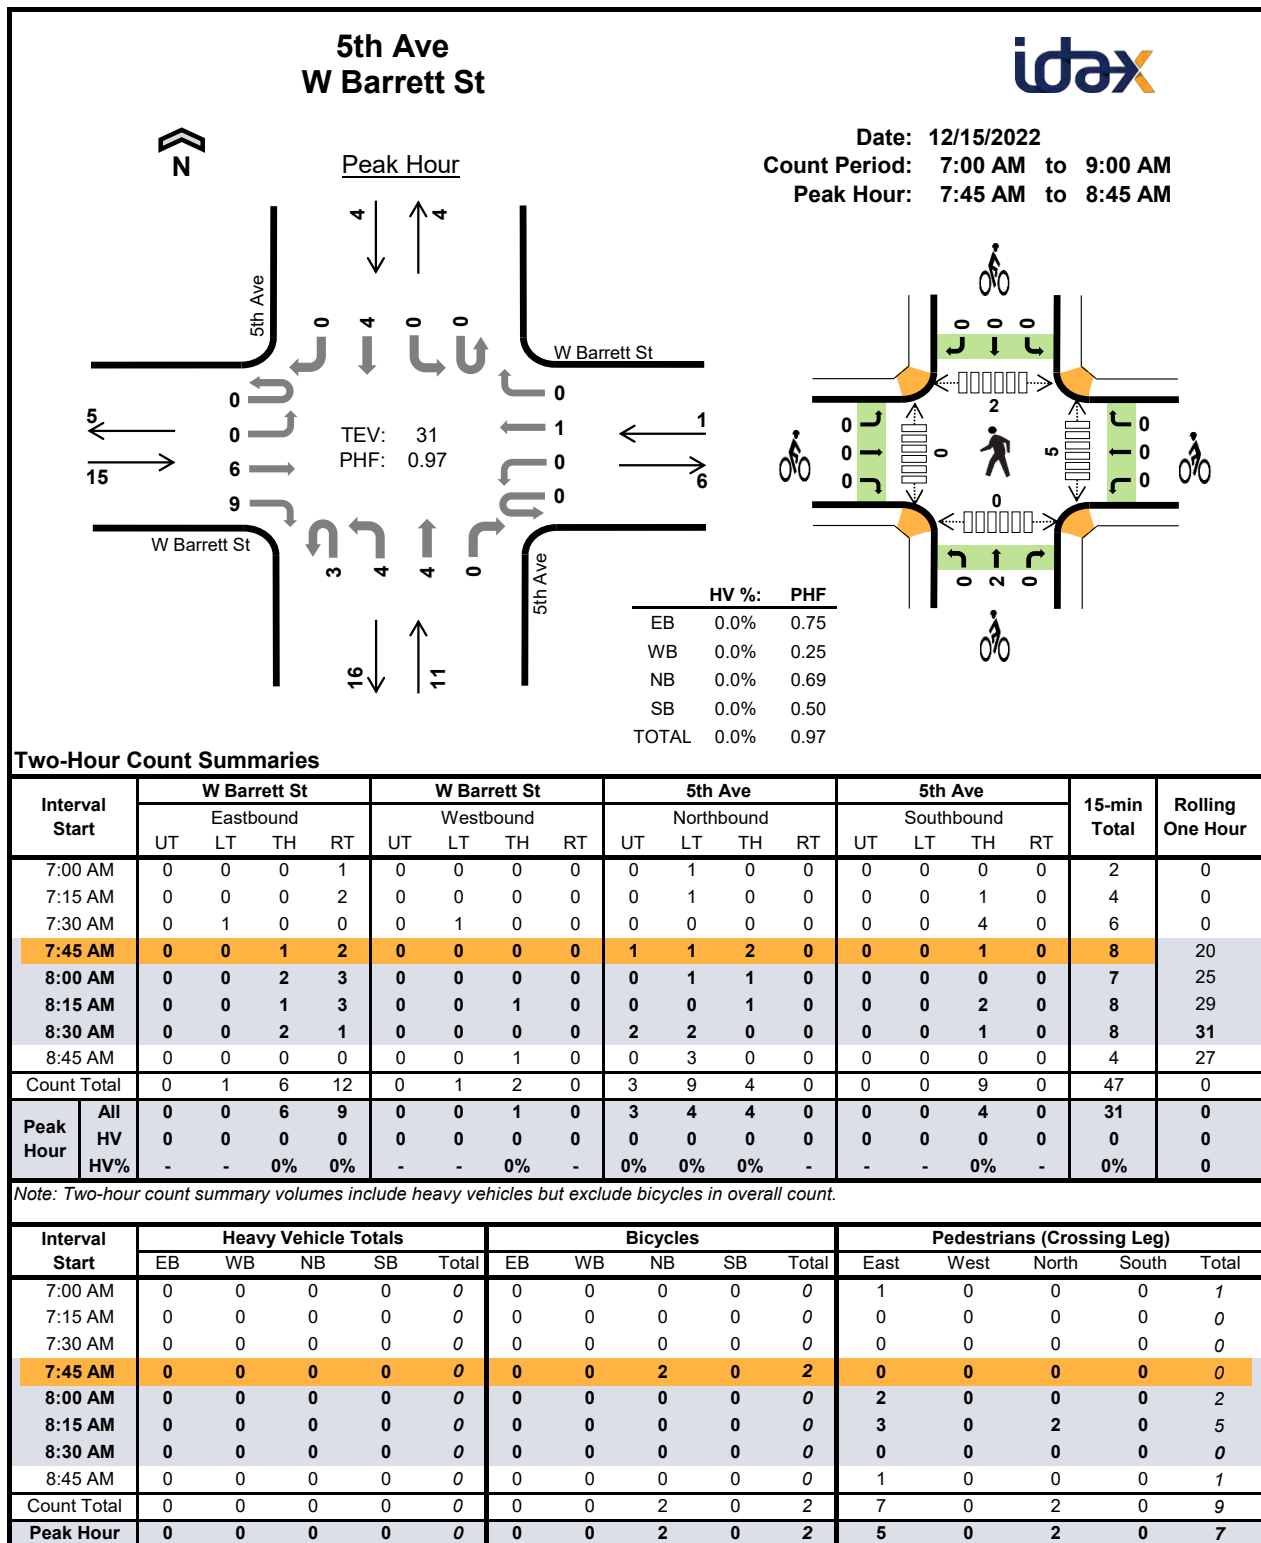 5th Ave
W Barrett St
idax
N
Peak Hour
Date: 12/15/2022
Count Period: 7:00 AM to 9:00 AM
Peak Hour: 7:45 AM to 8:45 AM
4 4
5th Ave
0 4 0 0
W Barrett St
0
0
6
9
5
15
TEV: 31
PHF: 0.97
0
1
0
0
1
6
W Barrett St
3 4 4 0
5th Ave
16 11
0 0 0
2
0
0
0
0
5
0
0
0
0
0 2 0
HV %: PHF
EB 0.0% 0.75
WB 0.0% 0.25
NB 0.0% 0.69
SB 0.0% 0.50
TOTAL 0.0% 0.97
Two-Hour Count Summaries
Interval Start W Barrett St W Barrett St 5th Ave 5th Ave 15-min Total Rolling One Hour
Eastbound Westbound Northbound Southbound
UT LT TH RT UT LT TH RT UT LT TH RT UT LT TH RT
7:00 AM 0 0 0 1 0 0 0 0 0 1 0 0 0 0 0 0 2 0
7:15 AM 0 0 0 2 0 0 0 0 0 1 0 0 0 0 1 0 4 0
7:30 AM 0 1 0 0 0 1 0 0 0 0 0 0 0 0 4 0 6 0
7:45 AM 0 0 1 2 0 0 0 0 1 1 2 0 0 0 1 0 8 20
8:00 AM 0 0 2 3 0 0 0 0 0 1 1 0 0 0 0 0 7 25
8:15 AM 0 0 1 3 0 0 1 0 0 0 1 0 0 0 2 0 8 29
8:30 AM 0 0 2 1 0 0 0 0 2 2 0 0 0 0 1 0 8 31
8:45 AM 0 0 0 0 0 0 1 0 0 3 0 0 0 0 0 0 4 27
Count Total 0 1 6 12 0 1 2 0 3 9 4 0 0 0 9 0 47 0
Peak Hour All 0 0 6 9 0 0 1 0 3 4 4 0 0 0 4 0 31 0
HV 0 0 0 0 0 0 0 0 0 0 0 0 0 0 0 0 0 0
HV% - - 0% 0% - - 0% - 0% 0% 0% - - - 0% - 0% 0
Note: Two-hour count summary volumes include heavy vehicles but exclude bicycles in overall count.
Interval Start Heavy Vehicle Totals Bicycles Pedestrians (Crossing Leg)
EB WB NB SB Total EB WB NB SB Total East West North South Total
7:00 AM 0 0 0 0 0 0 0 0 0 0 1 0 0 0 1
7:15 AM 0 0 0 0 0 0 0 0 0 0 0 0 0 0 0
7:30 AM 0 0 0 0 0 0 0 0 0 0 0 0 0 0 0
7:45 AM 0 0 0 0 0 0 0 2 0 2 0 0 0 0 0
8:00 AM 0 0 0 0 0 0 0 0 0 0 2 0 0 0 2
8:15 AM 0 0 0 0 0 0 0 0 0 0 3 0 2 0 5
8:30 AM 0 0 0 0 0 0 0 0 0 0 0 0 0 0 0
8:45 AM 0 0 0 0 0 0 0 0 0 0 1 0 0 0 1
Count Total 0 0 0 0 0 0 0 2 0 2 7 0 2 0 9
Peak Hour 0 0 0 0 0 0 0 2 0 2 5 0 2 0 7